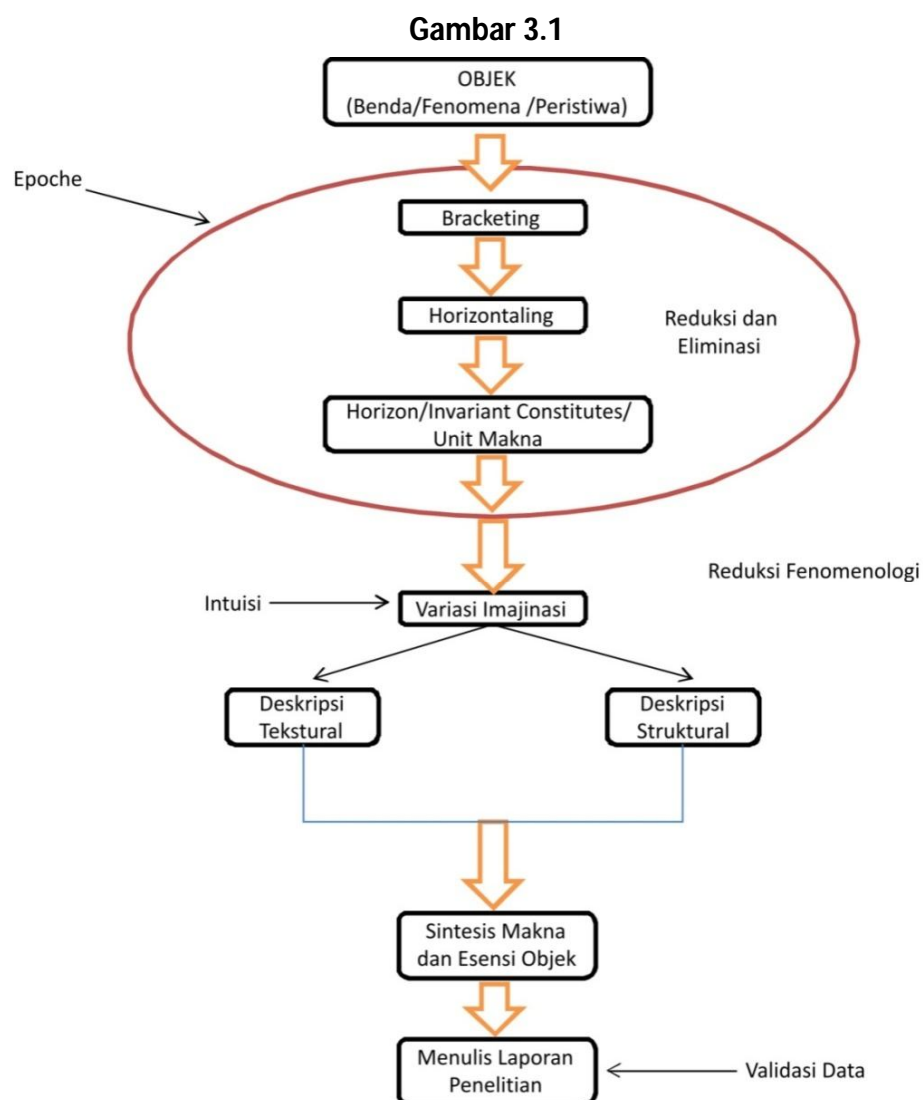 Gambar 3.1
OBJEK
(Benda/Fenomena /Peristiwa)
Epoche
Bracketing
Horizontaling
Reduksi dan
Eliminasi
Horizon/Invariant Constitutes/
Unit Makna
Reduksi Fenomenologi
Intuisi
Variasi Imajinasi
Deskripsi
Tekstural
Deskripsi
Struktural
Sintesis Makna
dan Esensi Objek
Menulis Laporan
Penelitian
Validasi Data